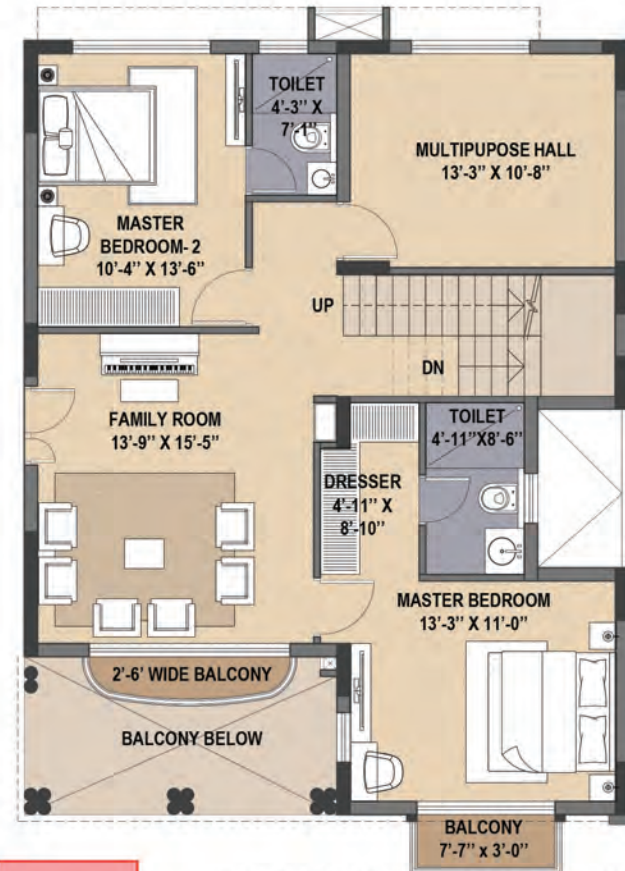 TOILET
4'-3'' X
7'-1''
MULTIPUPOSE HALL
13'-3'' X 10'-8''
MASTER
BEDROOM- 2
10'-4'' X 13'-6''
UP
DN
FAMILY ROOM
13'-9'' X 15'-5''
TOILET
4'-11''X8'-6''
DRESSER
4'-11'' X
8'-10''
MASTER BEDROOM
13'-3'' X 11'-0''
2'-6' WIDE BALCONY
BALCONY BELOW
BALCONY
7'-7'' x 3'-0''